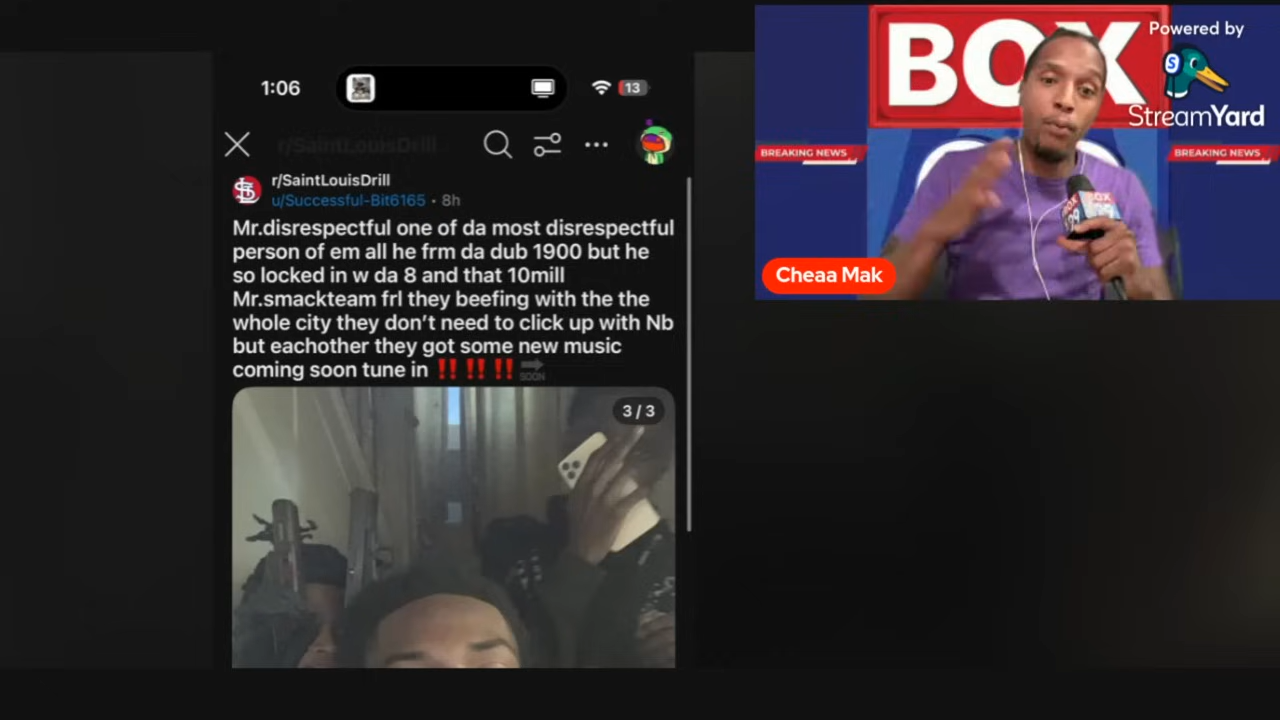 1:06
13
r/SaintLouisDrill
r/SaintLouisDrill
u/Successful-Bit6165 • 8h
Mr.disrespectful one of da most disrespectful
person of em all he frm da dub 1900 but he
so locked in w da 8 and that 10mill
Mr.smackteam frl they beefing with the the
whole city they don’t need to click up with Nb
but eachother they got some new music
coming soon tune in ‼️ ‼️ ‼️ 🔜
3/3
BOX
Powered by
S
StreamYard
BREAKING NEWS
BREAKING NEWS
BOX
Cheaa Mak